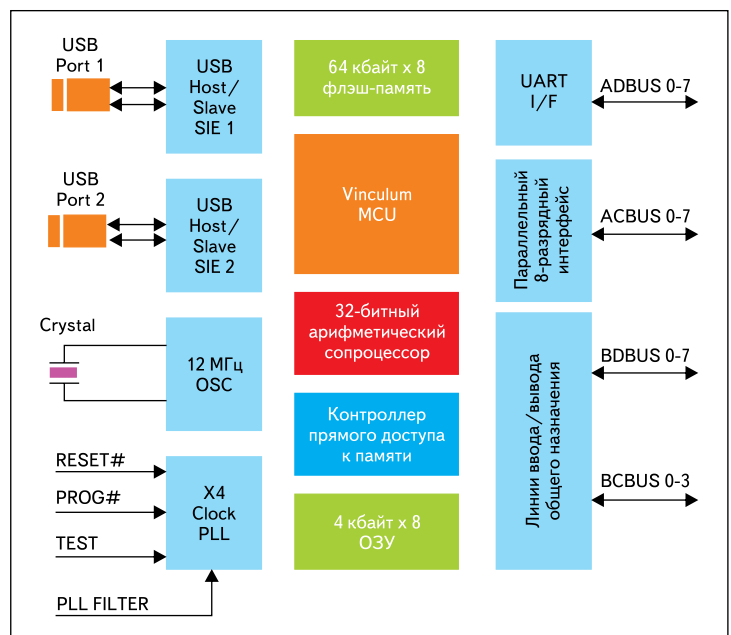 USB
Port 1
USB
Host/
Slave
SIE 1
USB
Port 2
USB
Host/
Slave
SIE 2
Crystal
12 МГц
OSC
RESET#
PROG#
TEST
PLL FILTER
X4
Clock
PLL
64 кбайт x 8
флэш-память
Vinculum
MCU
32-битный
арифметический
сопроцессор
Контроллер
прямого доступа
к памяти
4 кбайт x 8
ОЗУ
UART
I/F
ADBUS 0-7
Параллельный
8-разрядный
интерфейс
ACBUS 0-7
Линии ввода/вывода
общего назначения
BDBUS 0-7
BCBUS 0-3